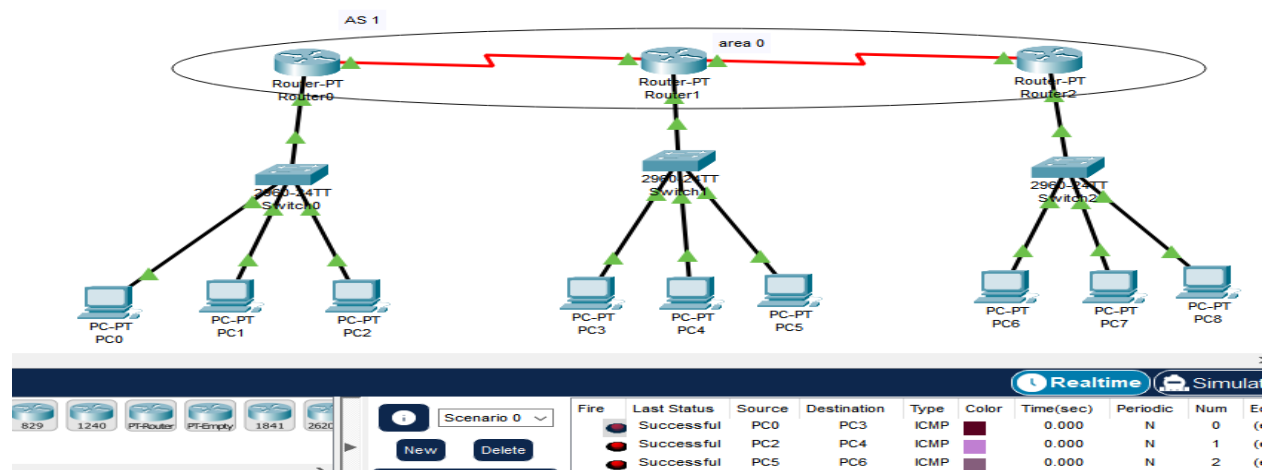 AS 1
area 0
Router-PT
Router0
Router-PT
Router1
Router-PT
Router2
2960-24TT
Switch0
2960-24TT
Switch1
2960-24TT
Switch2
PC-PT
PC0
PC-PT
PC1
PC-PT
PC2
PC-PT
PC3
PC-PT
PC4
PC-PT
PC5
PC-PT
PC6
PC-PT
PC7
PC-PT
PC8
Realtime
Simulat
829 1240 PT-Router PT-Empty 1841 2620
Scenario 0
New Delete
Fire Last Status Source Destination Type Color Time(sec) Periodic Num
Successful PC0 PC3 ICMP 0.000 N 0
Successful PC2 PC4 ICMP 0.000 N 1
Successful PC5 PC6 ICMP 0.000 N 2